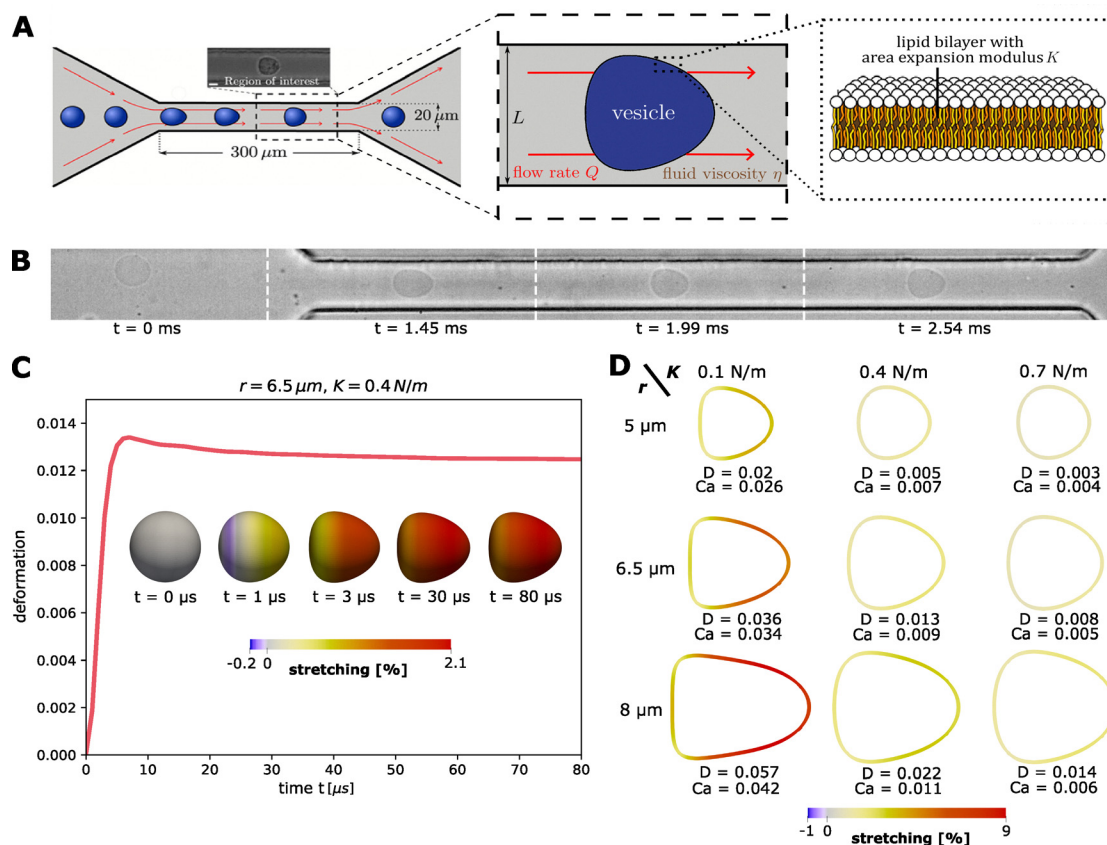 A
Region of interest
20 μm
300 μm
L
vesicle
flow rate Q
fluid viscosity η
lipid bilayer with
area expansion modulus K
B
t = 0 ms
t = 1.45 ms
t = 1.99 ms
t = 2.54 ms
C
r = 6.5 μm, K = 0.4 N/m
deformation
0.014
0.012
0.010
0.008
0.006
0.004
0.002
0.000
t = 0 μs
t = 1 μs
t = 3 μs
t = 30 μs
t = 80 μs
-0.2 0 2.1
stretching [%]
0 10 20 30 40 50 60 70 80
time t [μs]
D
r / K
0.1 N/m
0.4 N/m
0.7 N/m
5 μm
D = 0.02
Ca = 0.026
D = 0.005
Ca = 0.007
D = 0.003
Ca = 0.004
6.5 μm
D = 0.036
Ca = 0.034
D = 0.013
Ca = 0.009
D = 0.008
Ca = 0.005
8 μm
D = 0.057
Ca = 0.042
D = 0.022
Ca = 0.011
D = 0.014
Ca = 0.006
-1 0 9
stretching [%]